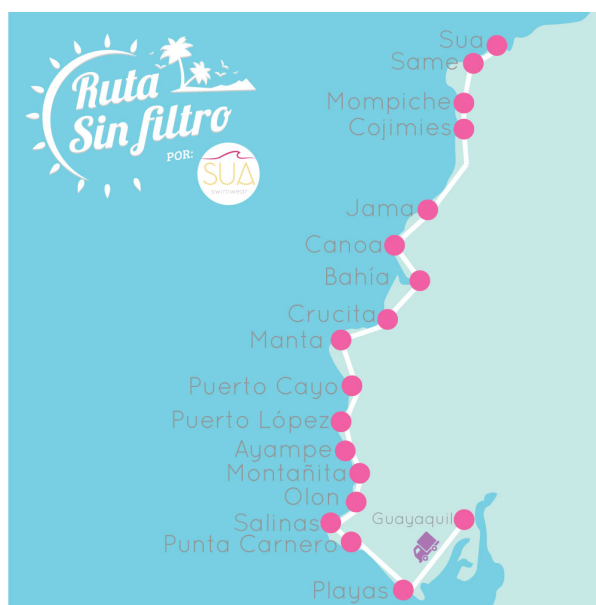 Ruta
Sin filtro
POR:
SUA
swimwear
Sua
Same
Mompiche
Cojimies
Jama
Canoa
Bahía
Crucita
Manta
Puerto Cayo
Puerto López
Ayampe
Montañita
Olon
Salinas
Guayaquil
Punta Carnero
Playas